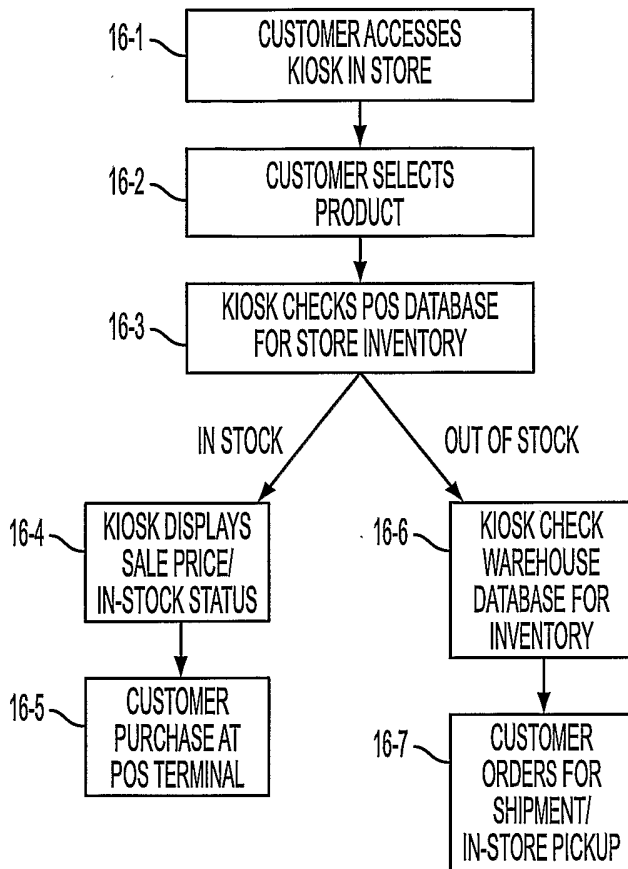 16-1
CUSTOMER ACCESSES
KIOSK IN STORE
16-2
CUSTOMER SELECTS
PRODUCT
16-3
KIOSK CHECKS POS DATABASE
FOR STORE INVENTORY
IN STOCK
OUT OF STOCK
16-4
KIOSK DISPLAYS
SALE PRICE/
IN-STOCK STATUS
16-5
CUSTOMER
PURCHASE AT
POS TERMINAL
16-6
KIOSK CHECK
WAREHOUSE
DATABASE FOR
INVENTORY
16-7
CUSTOMER
ORDERS FOR
SHIPMENT/
IN-STORE PICKUP